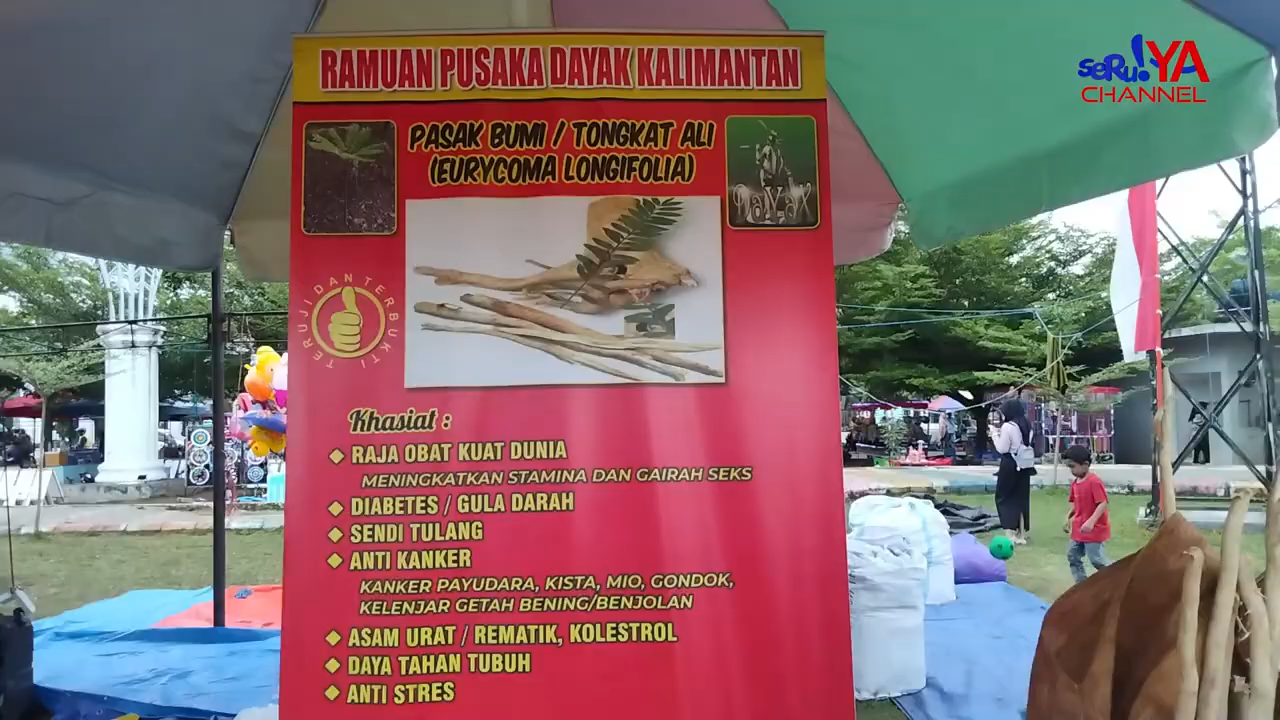 seRu!YA
CHANNEL
RAMUAN PUSAKA DAYAK KALIMANTAN
PASAK BUMI / TONGKAT ALI
(EURYCOMA LONGIFOLIA)
DAYAK
TERUJI DAN TERBUKTI
Khasiat :
RAJA OBAT KUAT DUNIA
MENINGKATKAN STAMINA DAN GAIRAH SEKS
DIABETES / GULA DARAH
SENDI TULANG
ANTI KANKER
KANKER PAYUDARA, KISTA, MIO, GONDOK,
KELENJAR GETAH BENING/BENJOLAN
ASAM URAT / REMATIK, KOLESTROL
DAYA TAHAN TUBUH
ANTI STRES